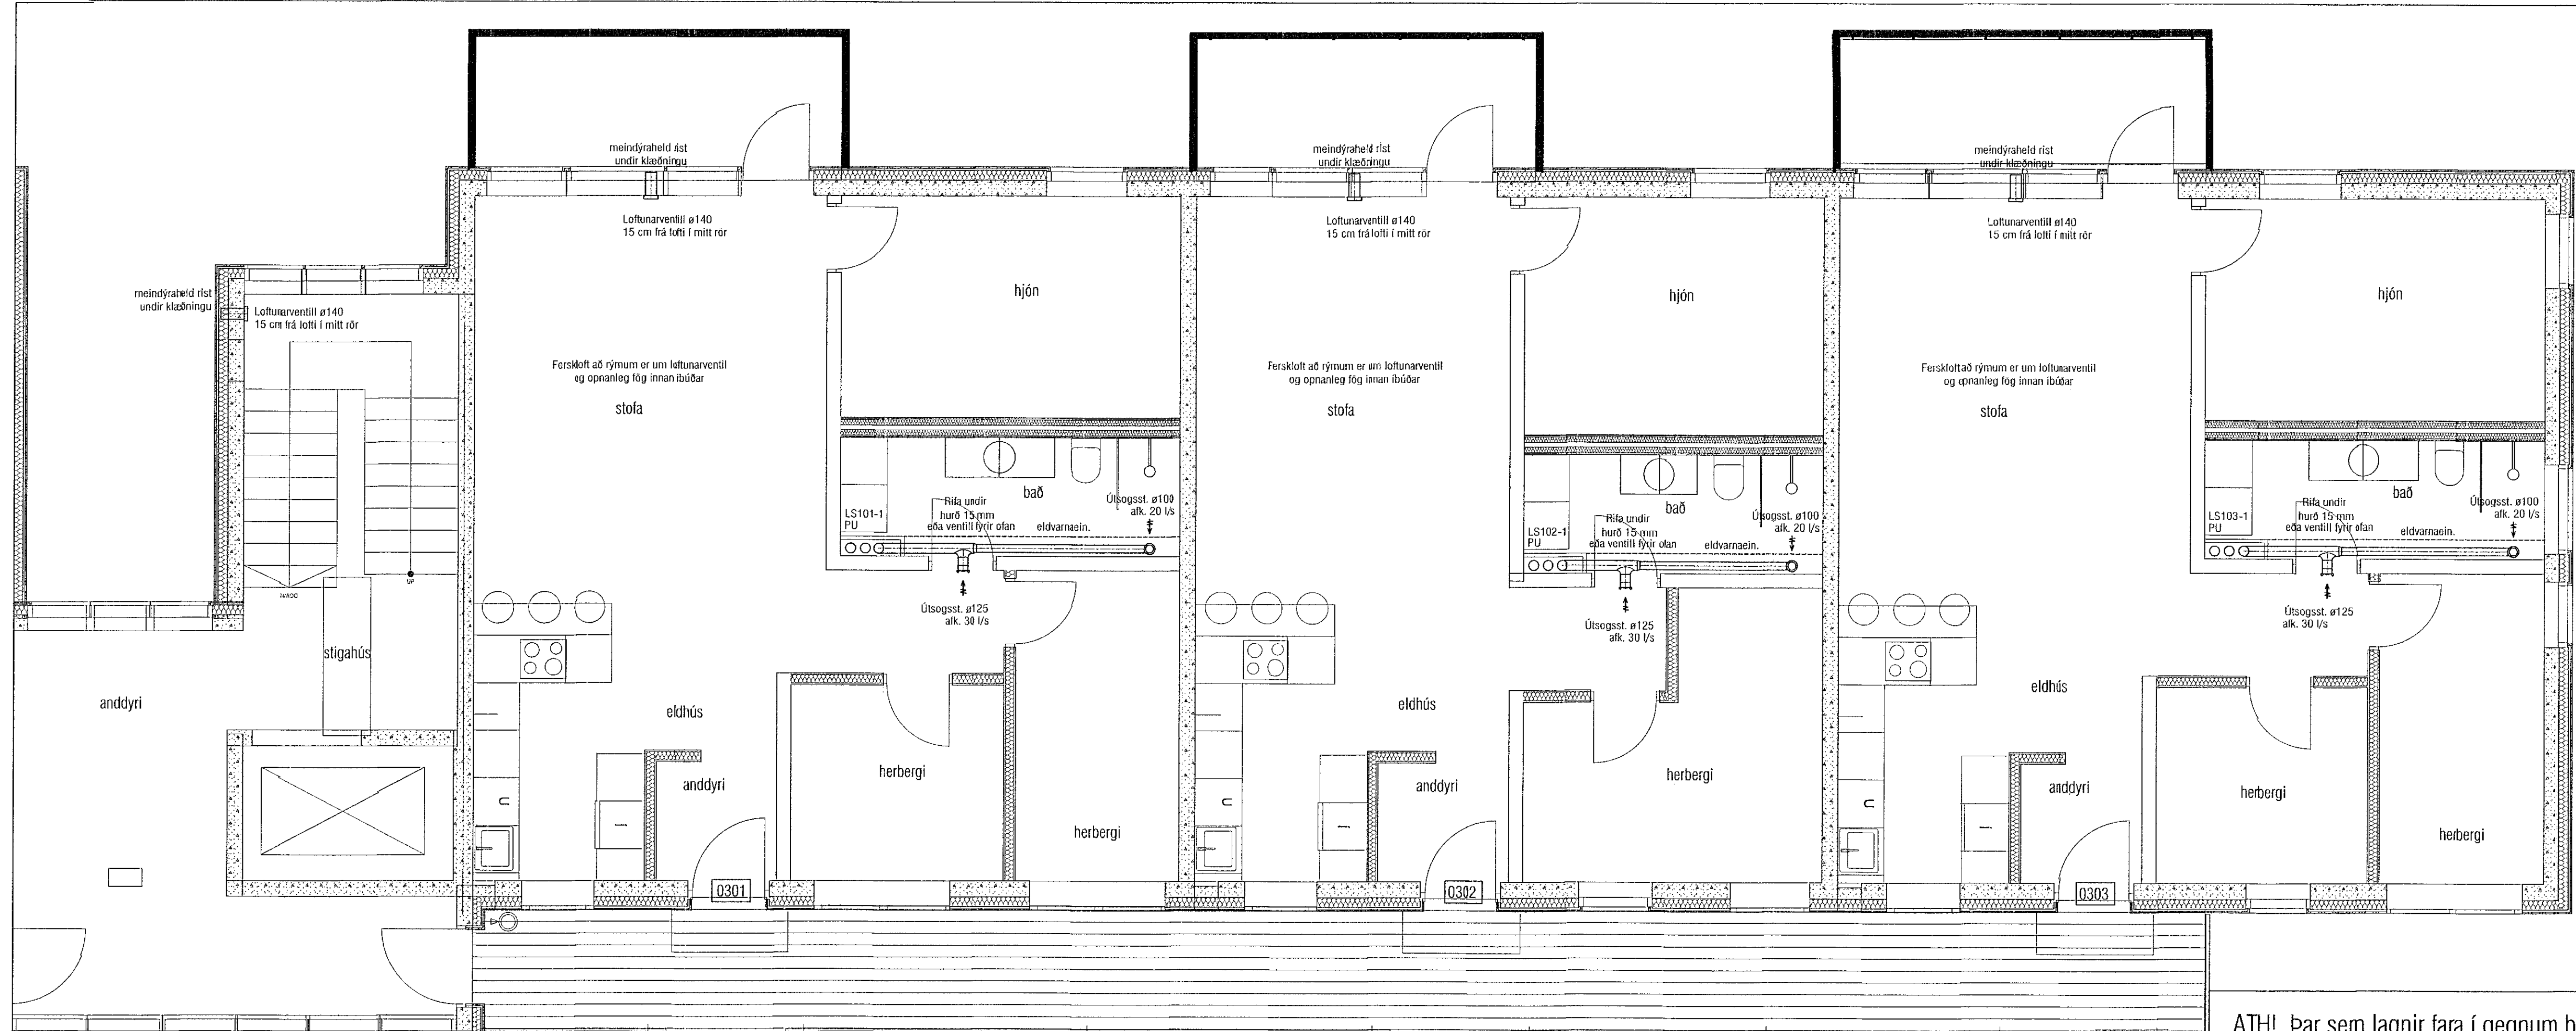 meindýraheld rist
undir klæðningu
meindýraheld rist
undir klæðningu
meindýraheld rist
undir klæðningu
Loftunarventill ø140
15 cm frá lofti í mitt rör
Loftunarventill ø140
15 cm frá lofti í mitt rör
Loftunarventill ø140
15 cm frá lofti í mitt rör
meindýraheld rist
undir klæðningu
Loftunarventill ø140
15 cm frá lofti í mitt rör
hjón
hjón
hjón
Ferskloft að rýmum er um loftunarventil
og opnanleg fög innan íbúðar
stofa
Ferskloft að rýmum er um loftunarventil
og opnanleg fög innan íbúðar
stofa
Ferskloft að rýmum er um loftunarventil
og opnanleg fög innan íbúðar
stofa
bað
Útsogsst. ø100
afk. 20 l/s
Rifa undir
hurð 15 mm
eða ventill fyrir ofan
eldvarnaein.
LS101-1
PU
bað
Útsogsst. ø100
afk. 20 l/s
Rifa undir
hurð 15 mm
eða ventill fyrir ofan
eldvarnaein.
LS102-1
PU
bað
Útsogsst. ø100
afk. 20 l/s
Rifa undir
hurð 15 mm
eða ventill fyrir ofan
eldvarnaein.
LS103-1
PU
DOWN
UP
Útsogsst. ø125
afk. 30 l/s
Útsogsst. ø125
afk. 30 l/s
Útsogsst. ø125
afk. 30 l/s
stigahús
anddyri
eldhús
eldhús
eldhús
herbergi
anddyri
herbergi
anddyri
herbergi
anddyri
herbergi
herbergi
U
U
U
0301
0302
0303
ATH! Þar sem lagnir fara í gegnum